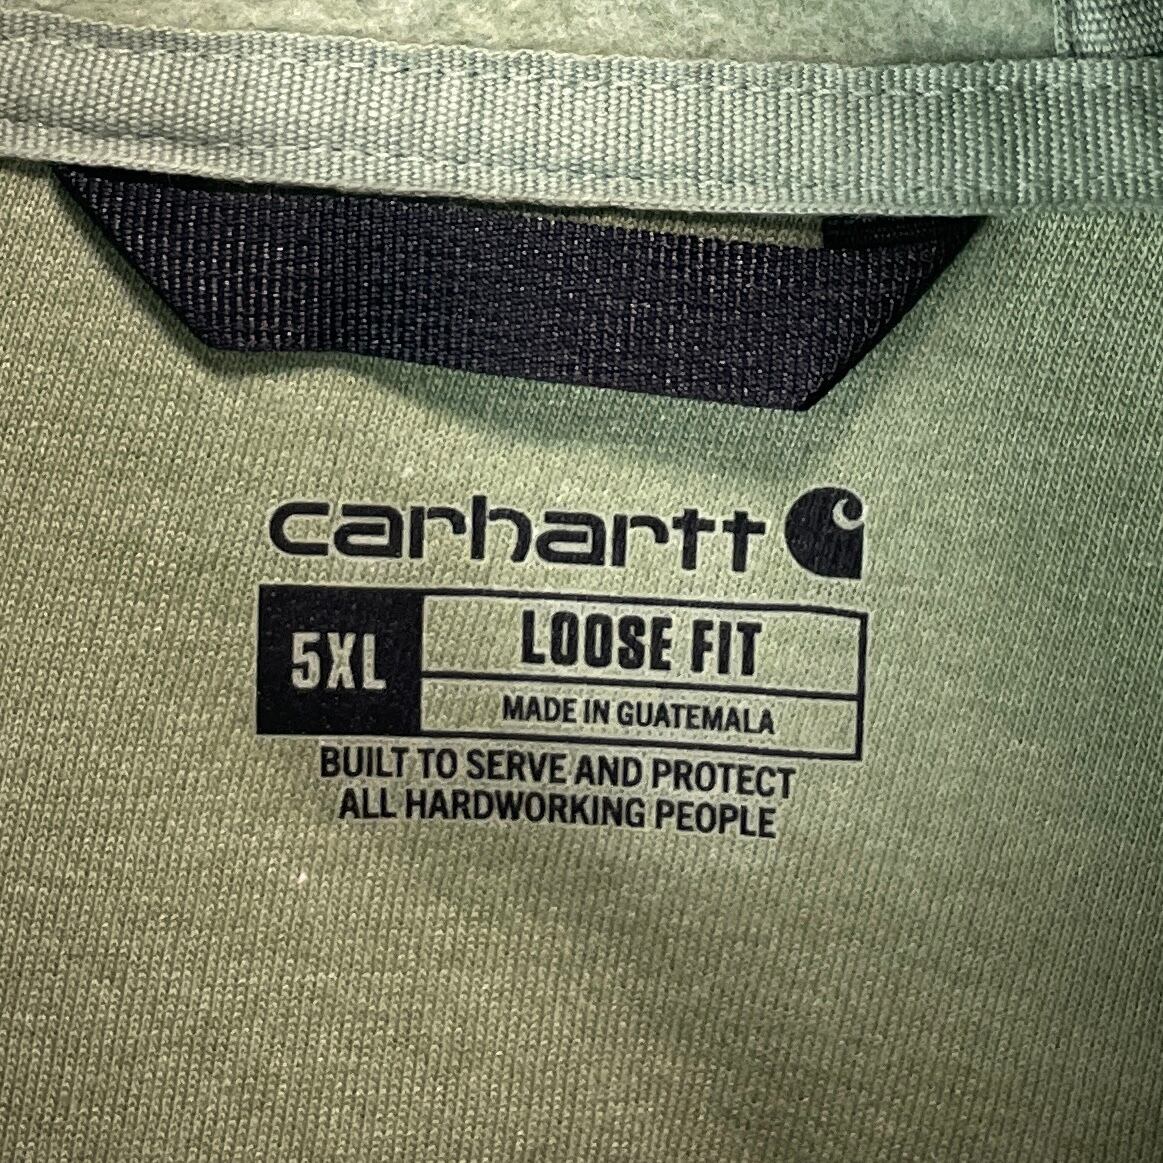 carhartt
5XL
LOOSE FIT
MADE IN GUATEMALA
BUILT TO SERVE AND PROTECT
ALL HARDWORKING PEOPLE